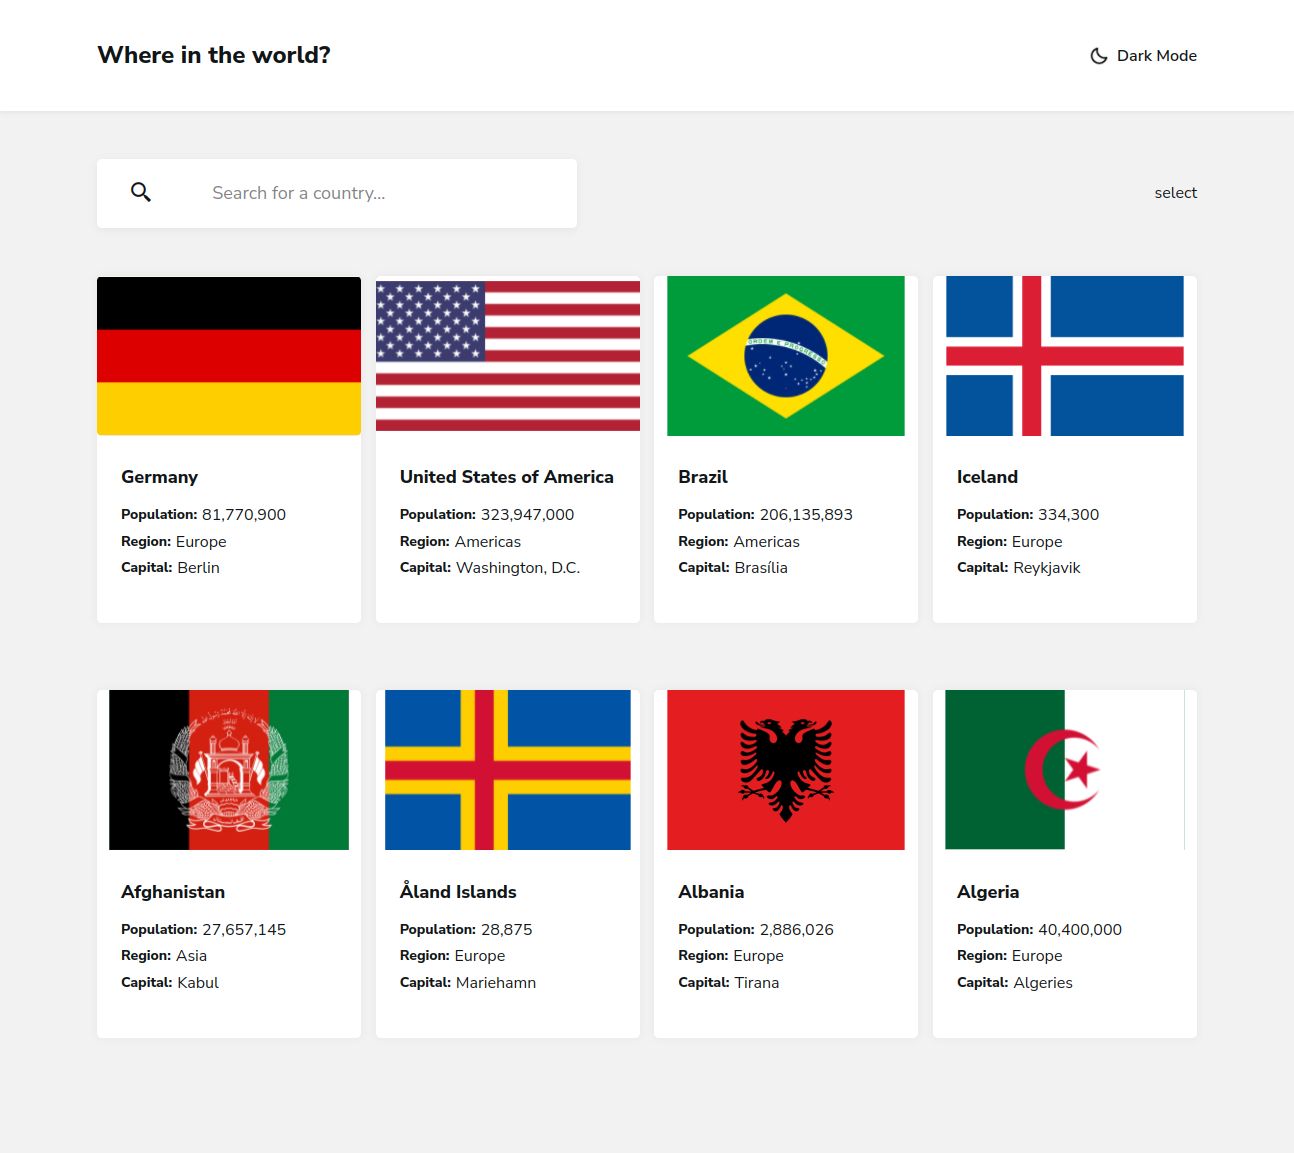 Where in the world?
Dark Mode
Search for a country...
select
ORDEM E PROGRESSO
Germany
United States of America
Brazil
Iceland
Population: 81,770,900
Population: 323,947,000
Population: 206,135,893
Population: 334,300
Region: Europe
Region: Americas
Region: Americas
Region: Europe
Capital: Berlin
Capital: Washington, D.C.
Capital: Brasília
Capital: Reykjavik
Afghanistan
Åland Islands
Albania
Algeria
Population: 27,657,145
Population: 28,875
Population: 2,886,026
Population: 40,400,000
Region: Asia
Region: Europe
Region: Europe
Region: Europe
Capital: Kabul
Capital: Mariehamn
Capital: Tirana
Capital: Algeries